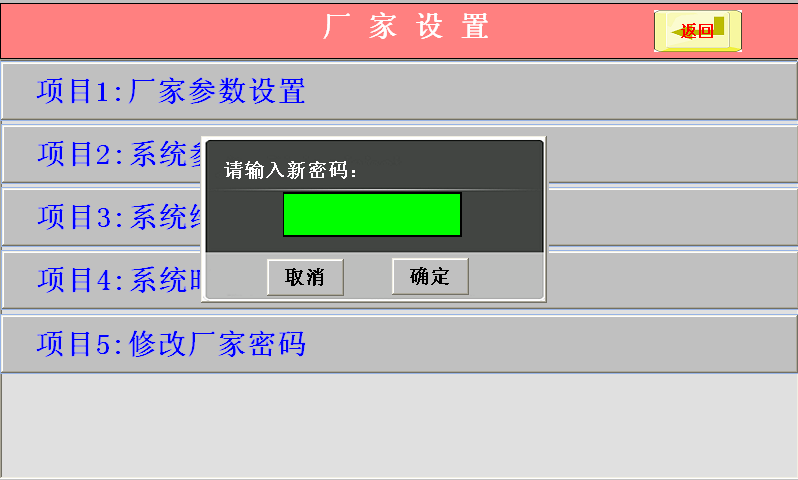 厂 家 设 置
返回
项目1:厂家参数设置
项目2:系统
请输入新密码:
项目3:系统
取消
确定
项目4:系统
项目5:修改厂家密码